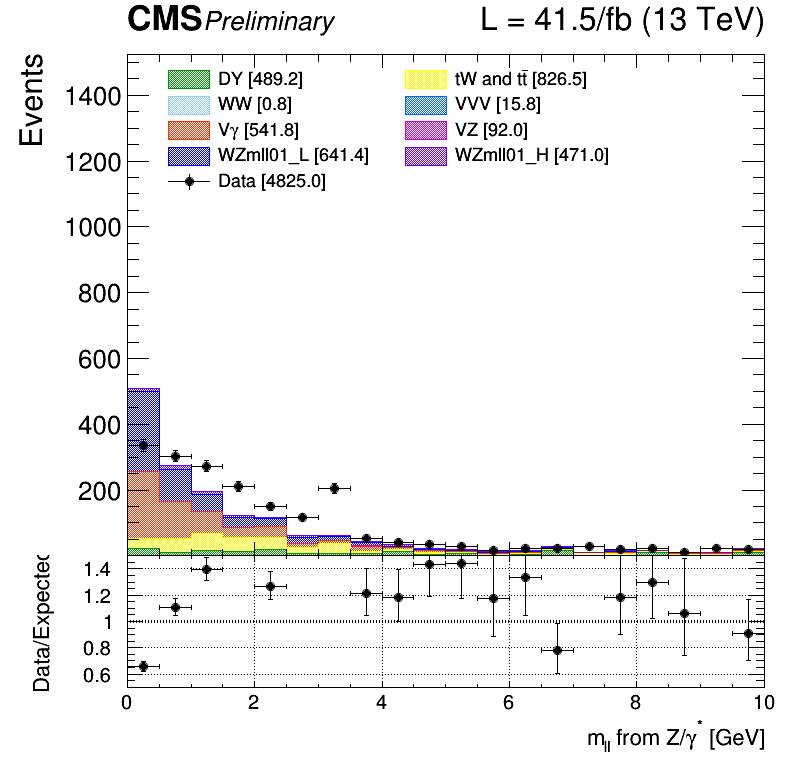 CMS Preliminary L = 41.5/fb (13 TeV)
Events
DY [489.2]
tW and tt̄ [826.5]
WW [0.8]
VVV [15.8]
Vγ [541.8]
VZ [92.0]
WZmll01_L [641.4]
WZmll01_H [471.0]
Data [4825.0]
1400
1200
1000
800
600
400
200
Data/Expected
1.4
1.2
1
0.8
0.6
0 2 4 6 8 10
m_ll from Z/γ* [GeV]